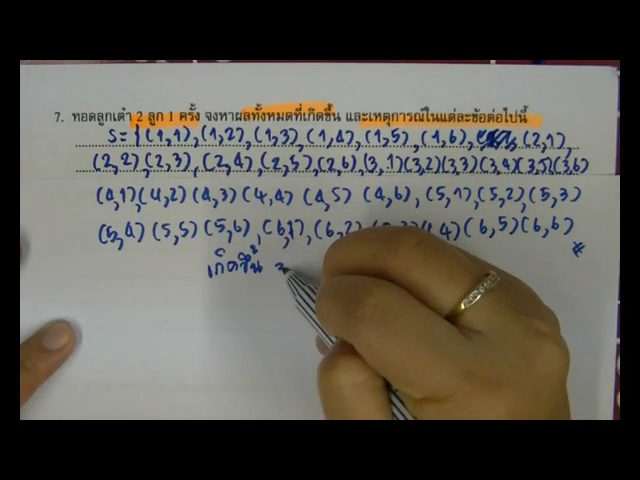 7. ทอดลูกเต๋า 2 ลูก 1 ครั้ง จงหาผลทั้งหมดที่เกิดขึ้น และเหตุการณ์ในแต่ละข้อต่อไปนี้
S={(1,1),(1,2),(1,3),(1,4),(1,5),(1,6),(2,1),
(2,2)(2,3),(2,4),(2,5),(2,6),(3,1)(3,2)(3,3)(3,4)(3,5)(3,6)
(4,1)(4,2)(4,3)(4,4)(4,5)(4,6),(5,1),(5,2)(5,3)
(5,4)(5,5)(5,6),(6,1),(6,2) 4)(6,5)(6,6)
เกิดขึ้น